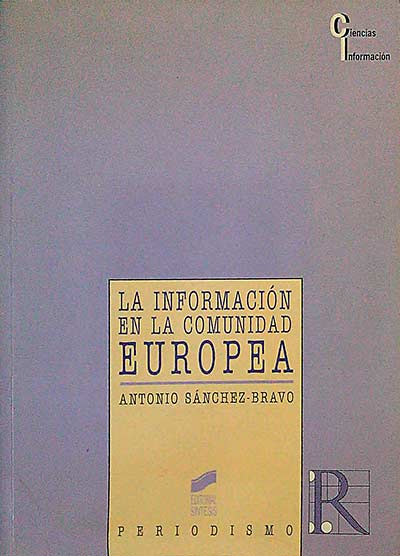 Ciencias
Información
LA INFORMACIÓN
EN LA COMUNIDAD
EUROPEA
ANTONIO SÁNCHEZ-BRAVO
EDITORIAL
SINTESIS
PERIODISMO
R